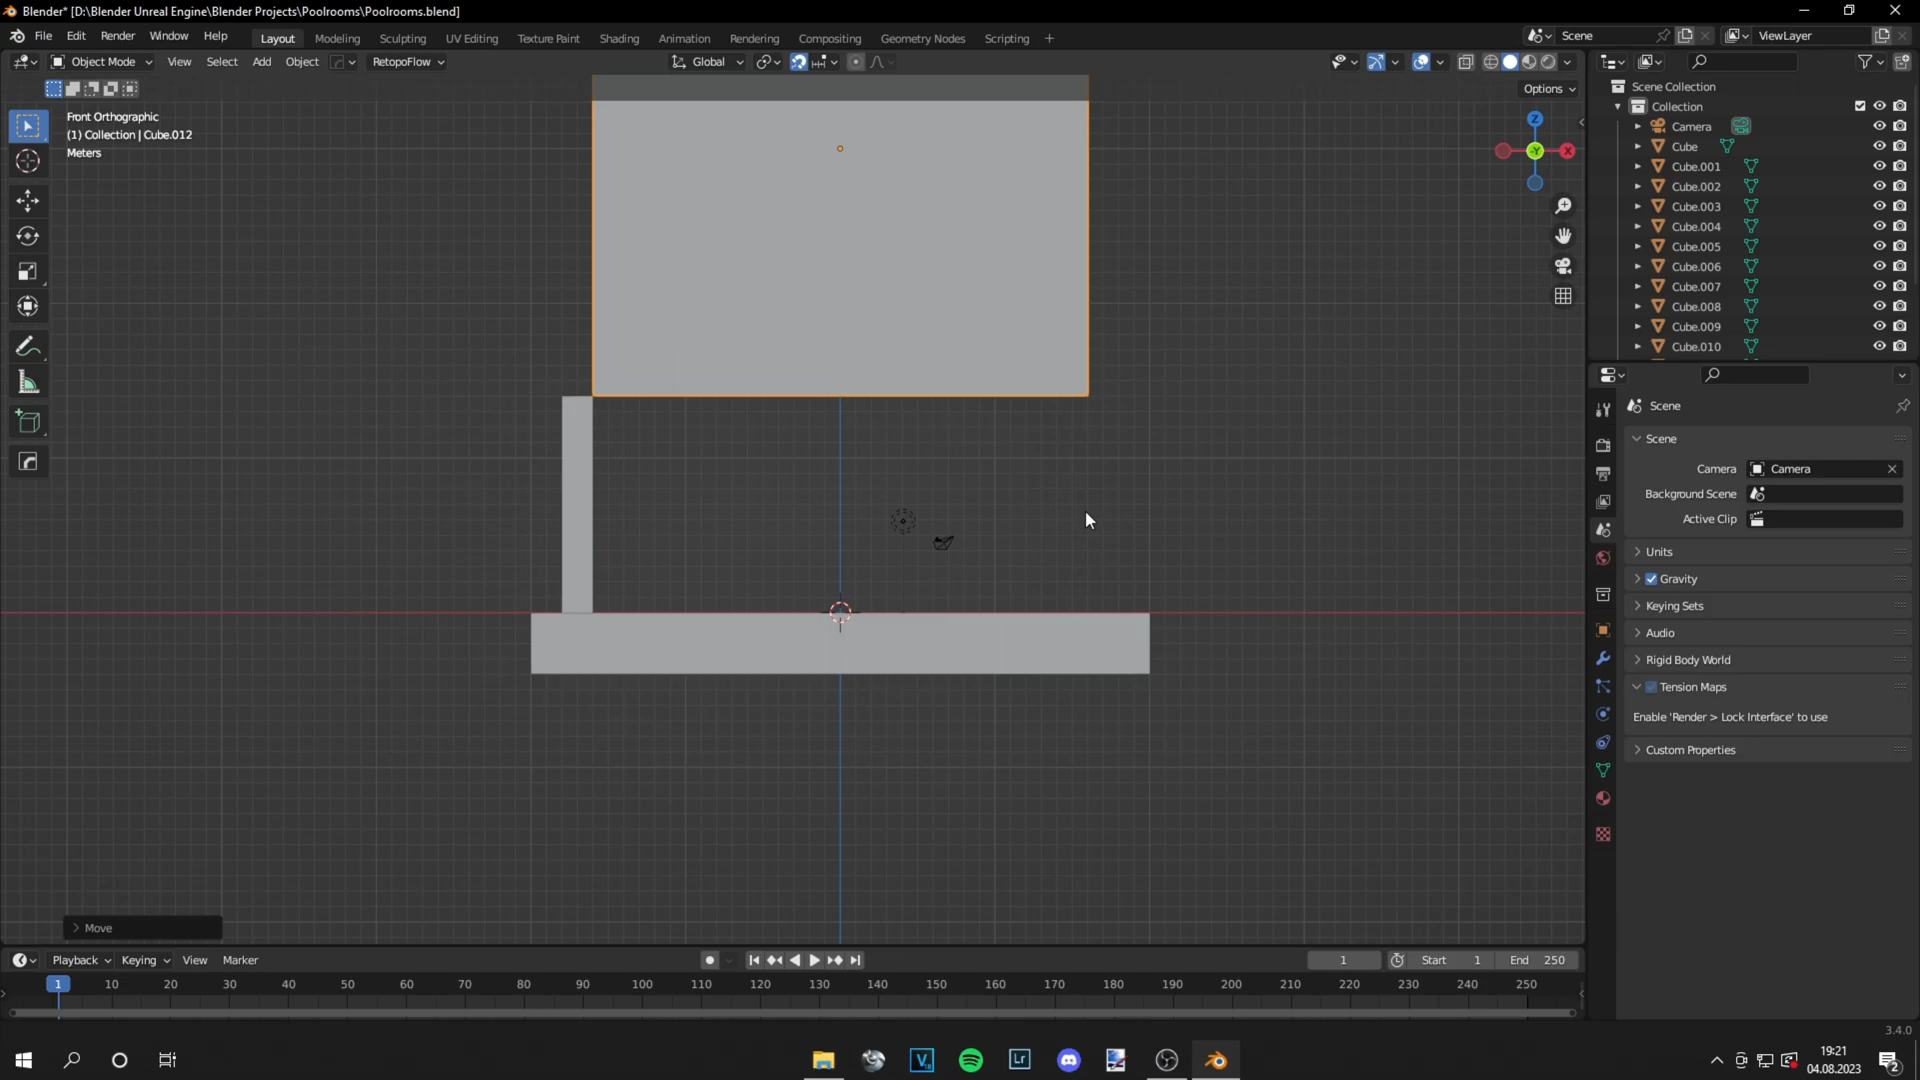 Blender* [D:\Blender Unreal Engine\Blender Projects\Poolrooms\Poolrooms.blend]
File Edit Render Window Help Layout Modeling Sculpting UV Editing Texture Paint Shading Animation Rendering Compositing Geometry Nodes Scripting + Scene ViewLayer
Object Mode View Select Add Object RetopoFlow Global
Options
Front Orthographic
(1) Collection | Cube.012
Meters
Z
-Y
X
Move
Scene Collection
Collection
Camera
Cube
Cube.001
Cube.002
Cube.003
Cube.004
Cube.005
Cube.006
Cube.007
Cube.008
Cube.009
Cube.010
Scene
Scene
Camera Camera
Background Scene
Active Clip
Units
Gravity
Keying Sets
Audio
Rigid Body World
Tension Maps
Enable 'Render > Lock Interface' to use
Custom Properties
Playback Keying View Marker 1 Start 1 End 250
1 10 20 30 40 50 60 70 80 90 100 110 120 130 140 150 160 170 180 190 200 210 220 230 240 250
3.4.0
Lr
19:21
04.08.2023
2